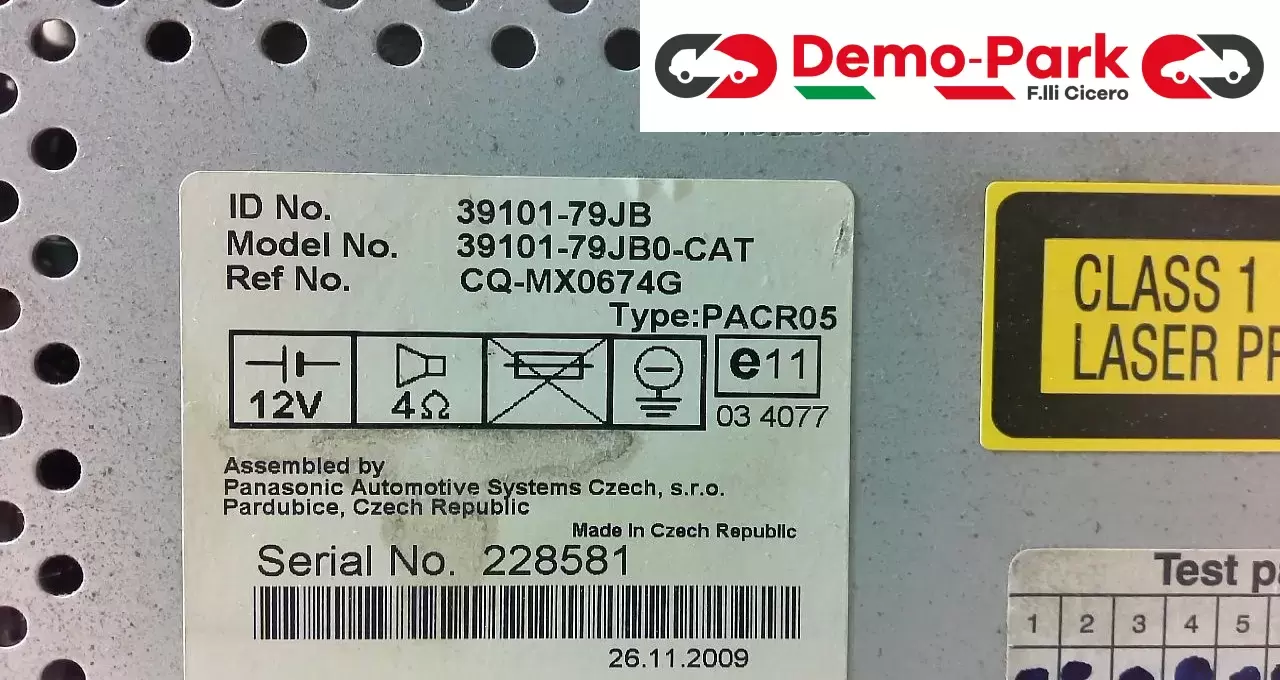 Demo-Park
F.lli Cicero
ID No. 39101-79JB
Model No. 39101-79JB0-CAT
Ref No. CQ-MX0674G
Type:PACR05
12V 4Ω e11
03 4077
Assembled by
Panasonic Automotive Systems Czech, s.r.o.
Pardubice, Czech Republic
Made in Czech Republic
Serial No. 228581
26.11.2009
CLASS 1
LASER
Test
1 2 3 4 5